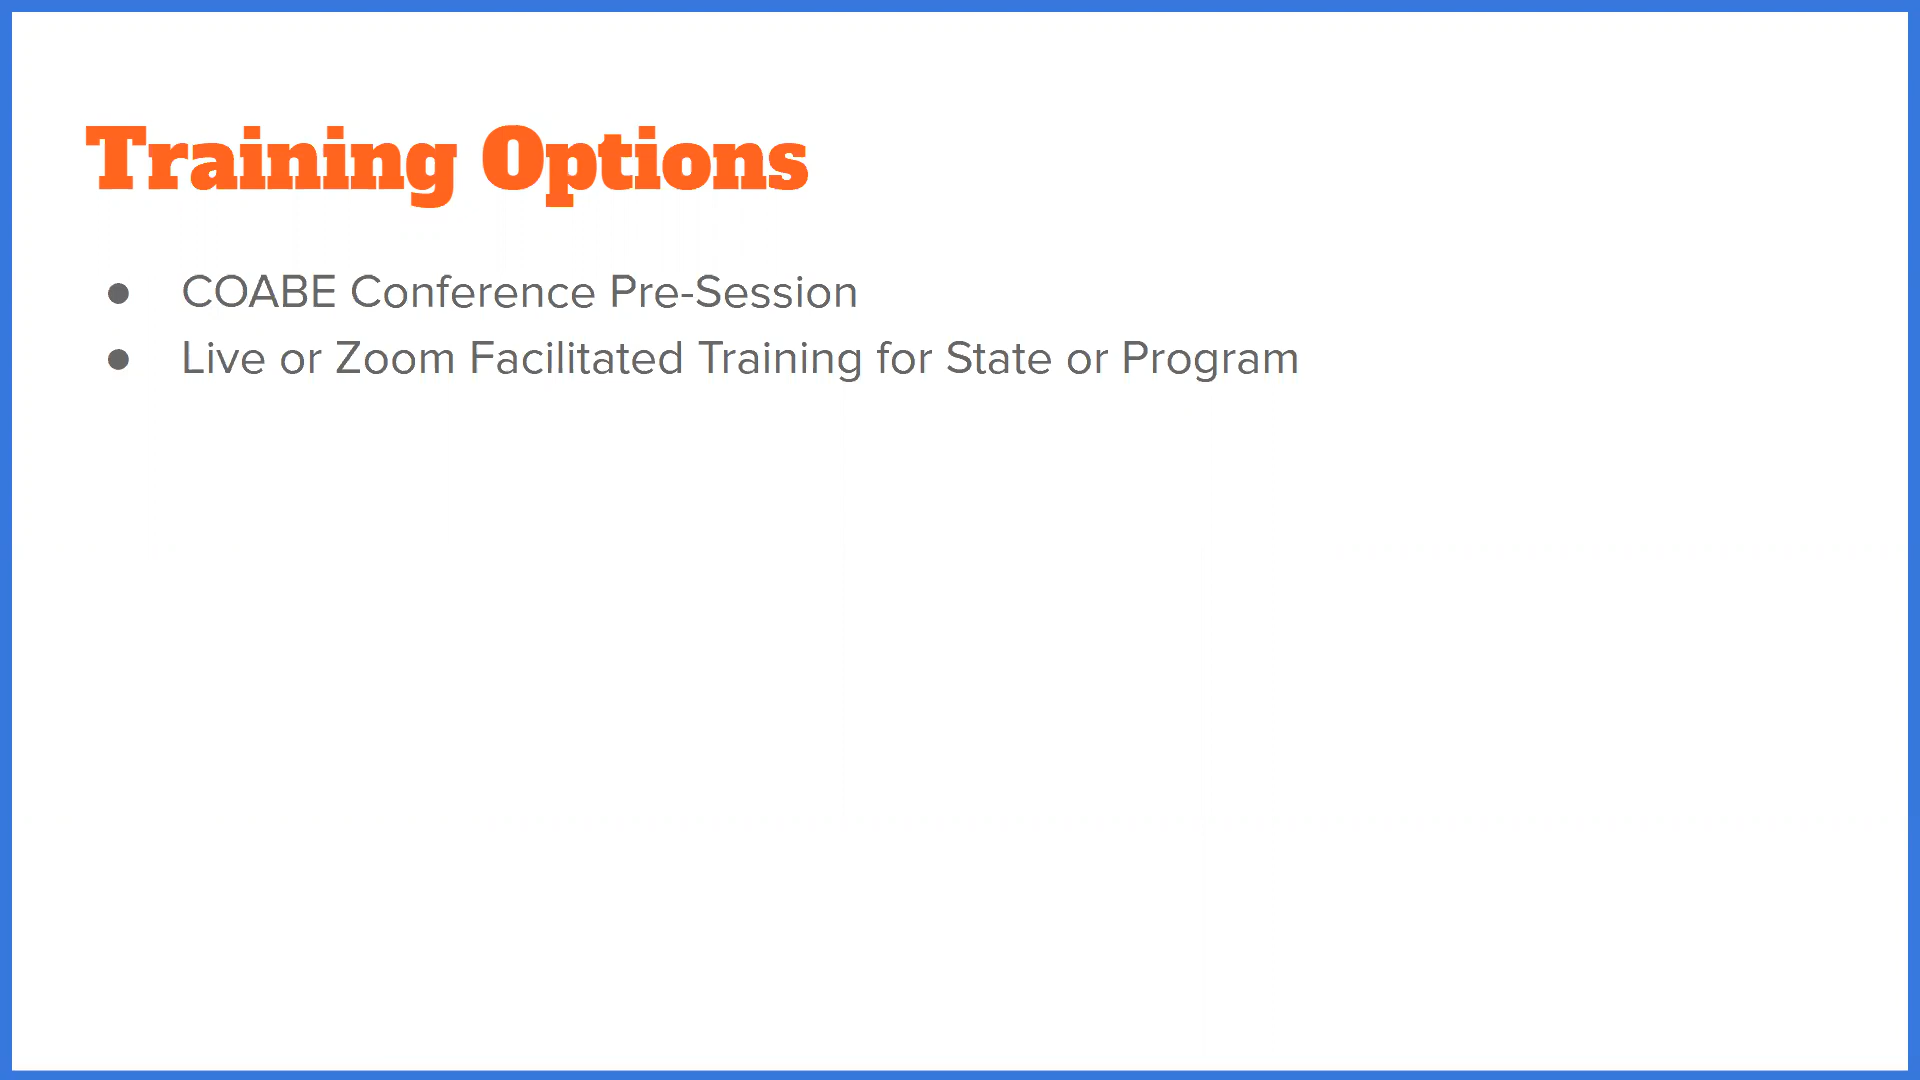 Training Options
● COABE Conference Pre-Session
● Live or Zoom Facilitated Training for State or Program